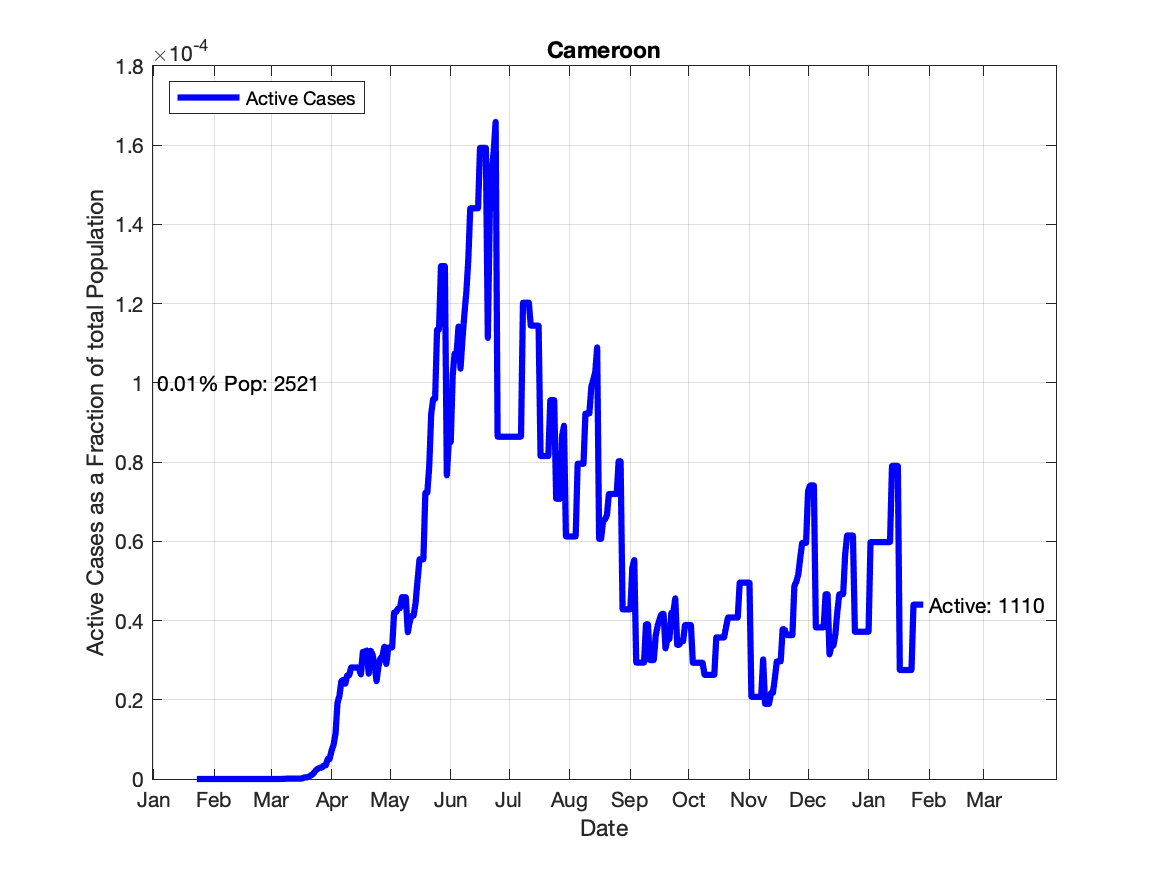 Cameroon
×10-4
1.8
1.6
1.4
1.2
1
0.8
0.6
0.4
0.2
0
Active Cases
0.01% Pop: 2521
Active: 1110
Active Cases as a Fraction of total Population
Jan Feb Mar Apr May Jun Jul Aug Sep Oct Nov Dec Jan Feb Mar
Date